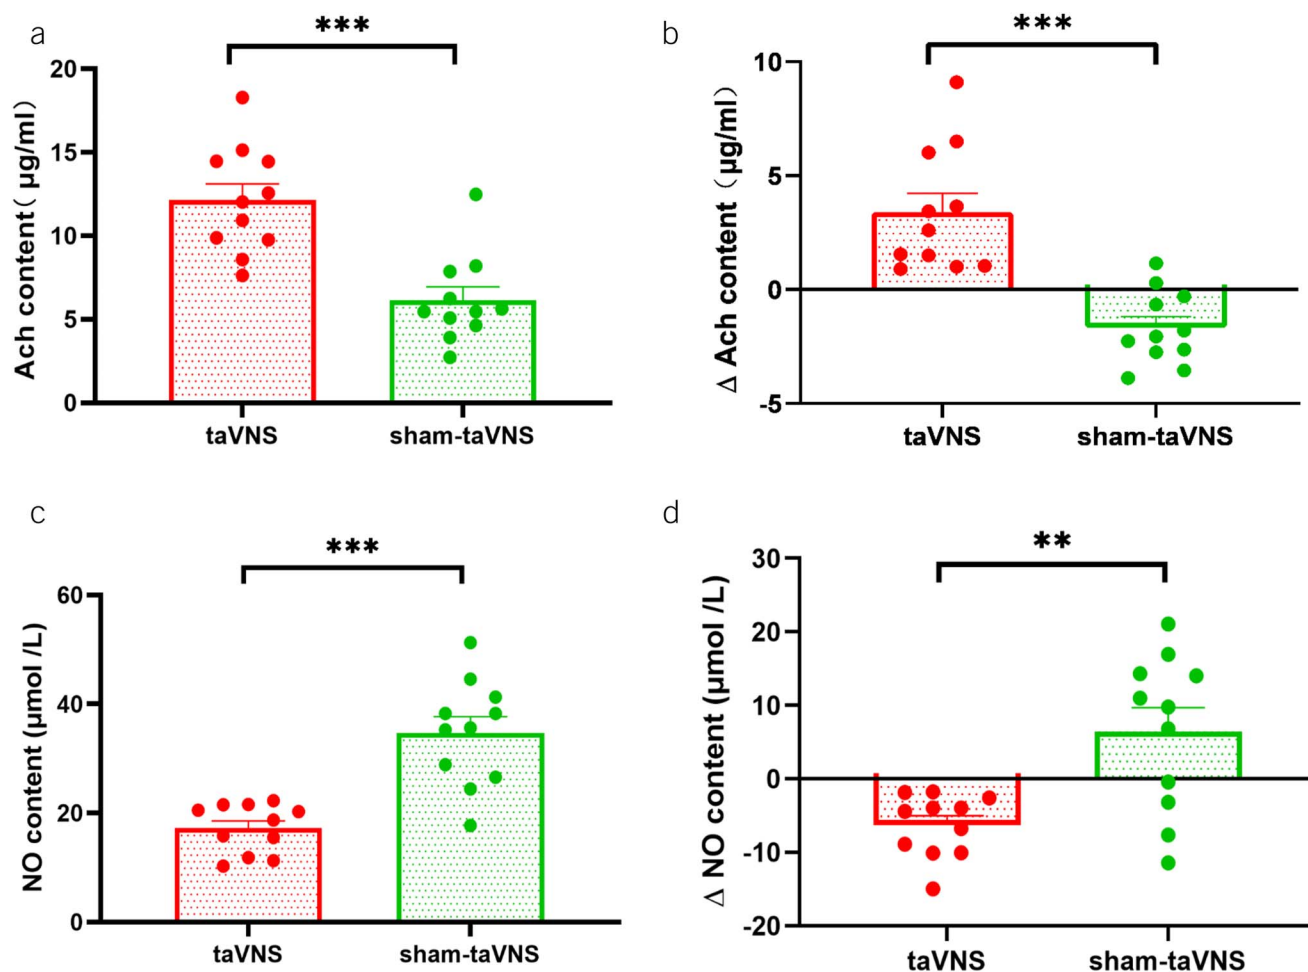 a
***
Ach content( μg/ml)
20
15
10
5
0
taVNS
sham-taVNS
b
***
Δ Ach content (μg/ml)
10
5
0
-5
taVNS
sham-taVNS
c
***
NO content (μmol /L)
60
40
20
0
taVNS
sham-taVNS
d
**
Δ NO content (μmol /L)
30
20
10
0
-10
-20
taVNS
sham-taVNS